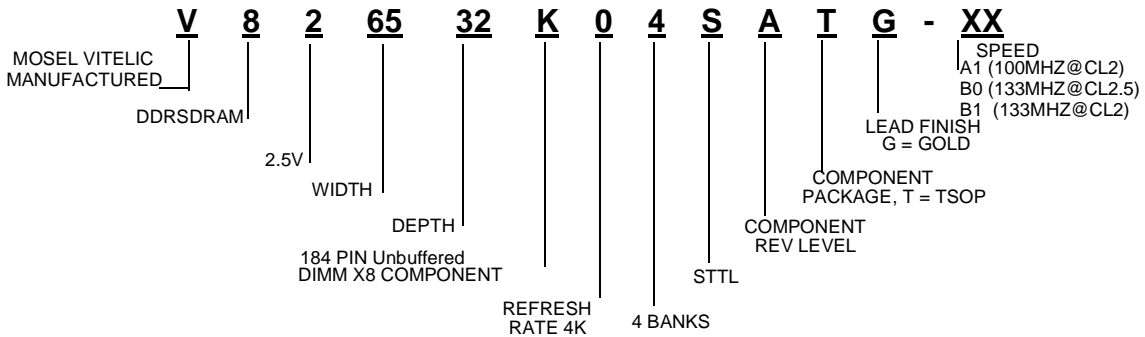 V 8 2 65 32 K 0 4 S A T G - XX
MOSEL VITELIC
MANUFACTURED
SPEED
A1 (100MHZ@CL2)
B0 (133MHZ@CL2.5)
B1 (133MHZ@CL2)
DDRSDRAM
LEAD FINISH
G = GOLD
2.5V
WIDTH
COMPONENT
PACKAGE, T = TSOP
DEPTH
COMPONENT
REV LEVEL
184 PIN Unbuffered
DIMM X8 COMPONENT
STTL
REFRESH
RATE 4K
4 BANKS